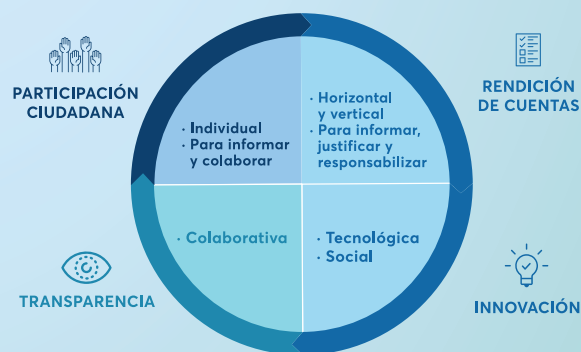 PARTICIPACIÓN
CIUDADANA
· Individual
· Para informar
y colaborar
· Horizontal
y vertical
· Para informar,
justificar y
responsabilizar
RENDICIÓN
DE CUENTAS
TRANSPARENCIA
· Colaborativa
· Tecnológica
· Social
INNOVACIÓN